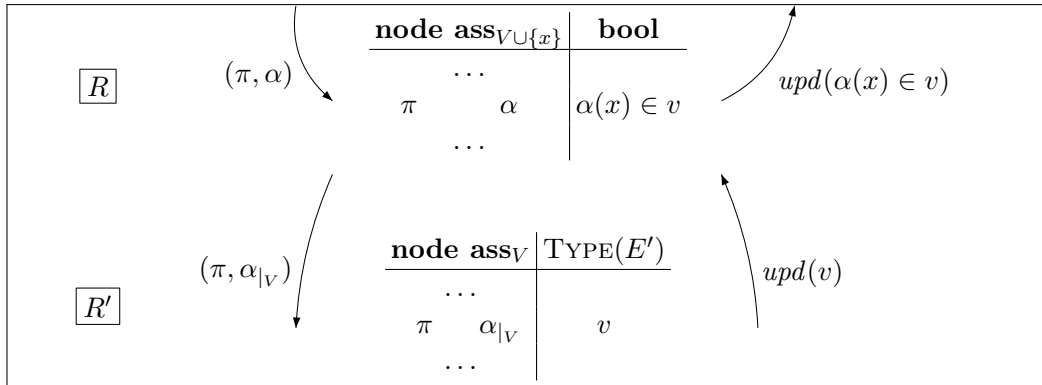 node ass_{V∪{x}} bool
R (π, α) ... upd(α(x) ∈ v)
π α α(x) ∈ v
...
node ass_V TYPE(E′)
(π, α_{|V}) upd(v)
...
R′ π α_{|V} v
...